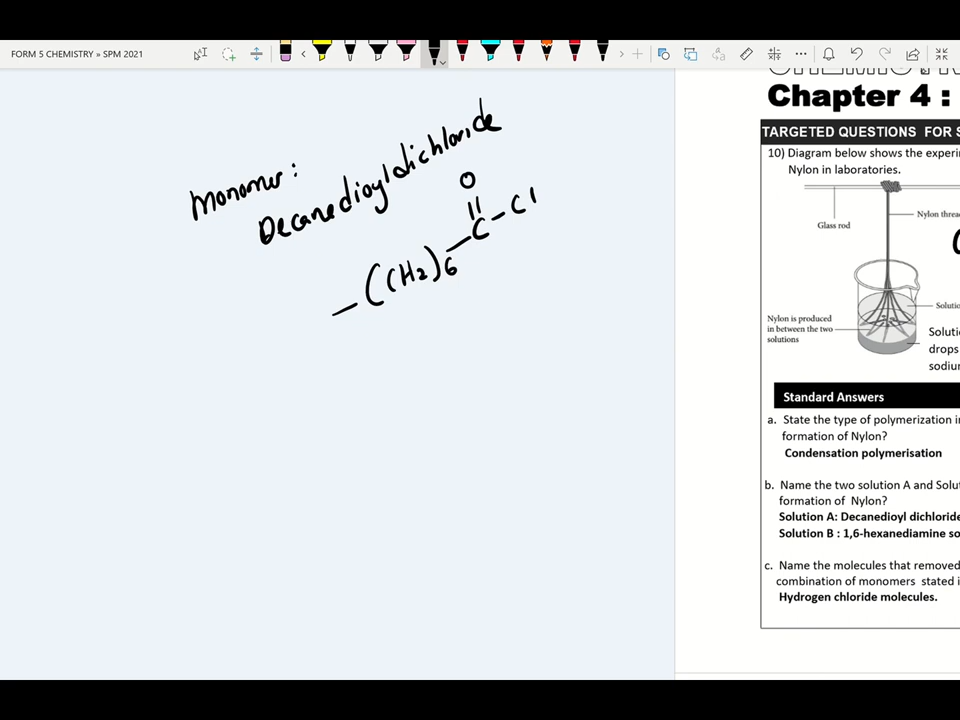 FORM 5 CHEMISTRY » SPM 2021
Monomer:
Decanedioyl dichloride
O
||
— (CH2)6 — C — Cl
Chapter 4 :
TARGETED QUESTIONS FOR S
10) Diagram below shows the experi
Nylon in laboratories.
Glass rod
Nylon threa
Solutio
Nylon is produced
in between the two
solutions
Solutio
drops
sodium
Standard Answers
a. State the type of polymerization i
formation of Nylon?
Condensation polymerisation
b. Name the two solution A and Solut
formation of Nylon?
Solution A: Decanedioyl dichloride
Solution B : 1,6-hexanediamine so
c. Name the molecules that removed
combination of monomers stated i
Hydrogen chloride molecules.